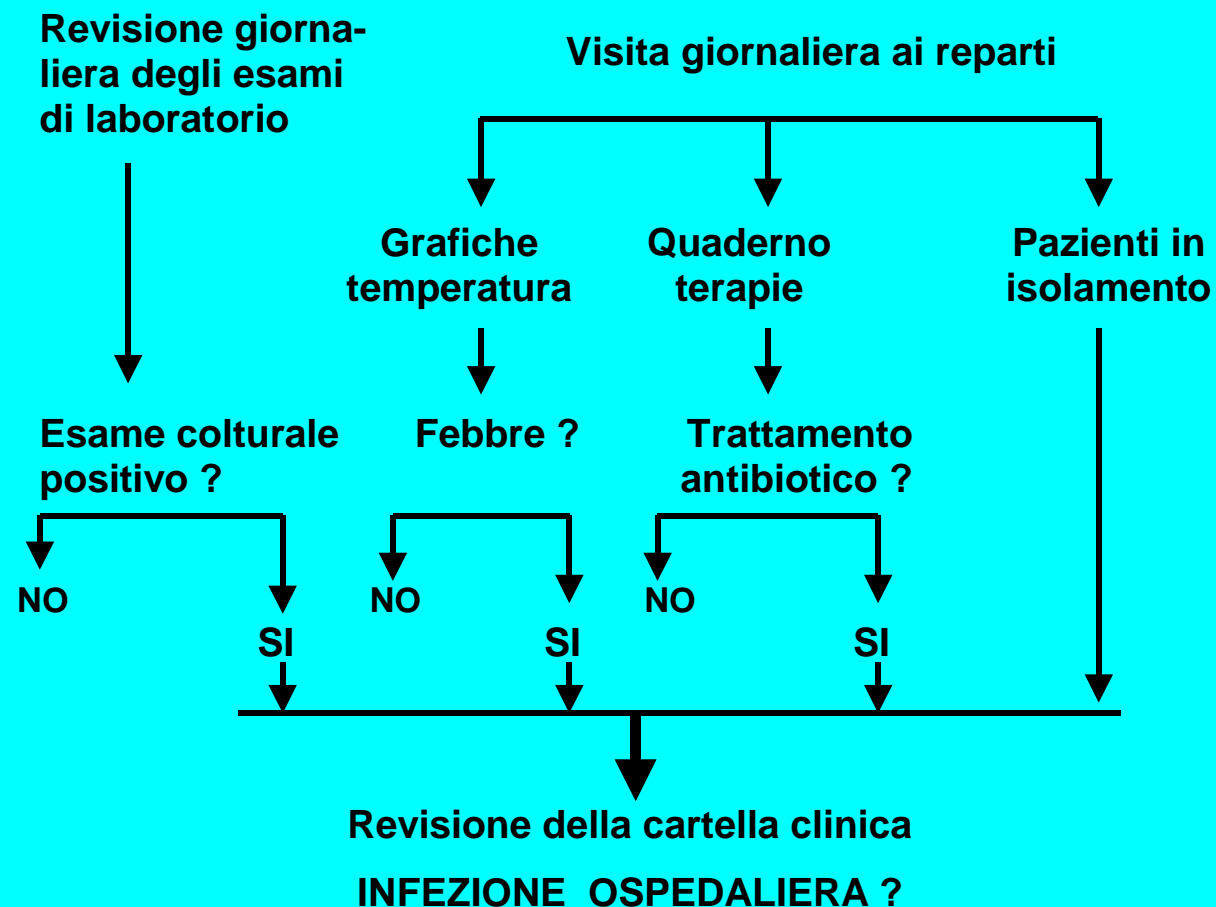 Revisione giorna-
liera degli esami
di laboratorio
Visita giornaliera ai reparti
Grafiche
temperatura
Quaderno
terapie
Pazienti in
isolamento
Esame colturale
positivo ?
Febbre ?
Trattamento
antibiotico ?
NO
SI
NO
SI
NO
SI
Revisione della cartella clinica
INFEZIONE OSPEDALIERA ?